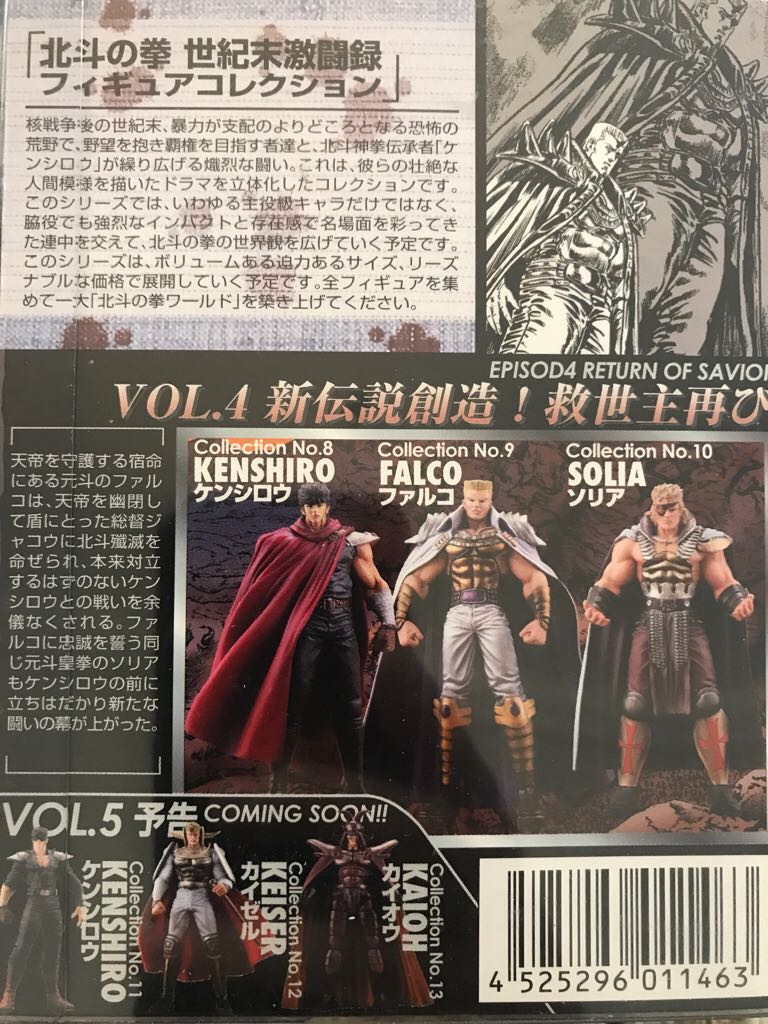 「北斗の拳 世紀末激闘録
フィギュアコレクション」
核戦争後の世紀末、暴力が支配のよりどころとなる恐怖の
荒野で、野望を抱き覇権を目指す者達と、北斗神拳伝承者「ケ
ンシロウ」が繰り広げる熾烈な闘い。これは、彼らの壮絶な
人間模様を描いたドラマを立体化したコレクションです。
このシリーズでは、いわゆる主役級キャラだけではなく、
脇役でも強烈なインパクトと存在感で名場面を彩ってき
た連中を交えて、北斗の拳の世界観を広げていく予定です。
このシリーズは、ボリュームある迫力あるサイズ、リーズ
ナブルな価格で展開していく予定です。全フィギュアを集
めて一大「北斗の拳ワールド」を築き上げてください。
EPISOD4 RETURN OF SAVIOR
VOL.4 新伝説創造！救世主再び
天帝を守護する宿命
にある元斗のファル
コは、天帝を幽閉し
て盾にとった総督ジ
ャコウに北斗殲滅を
命ぜられ、本来対立
するはずのないケン
シロウとの戦いを余
儀なくされる。ファ
ルコに忠誠を誓う同
じ元斗皇拳のソリア
もケンシロウの前に
立ちはだかり新たな
闘いの幕が上がった。
Collection No.8
KENSHIRO
ケンシロウ
Collection No.9
FALCO
ファルコ
Collection No.10
SOLIA
ソリア
VOL.5 予告 COMING SOON!!
Collection No.11
KENSHIRO
ケンシロウ
Collection No.12
KEISER
カイゼル
Collection No.13
KAIOH
カイオウ
4 525296 011463